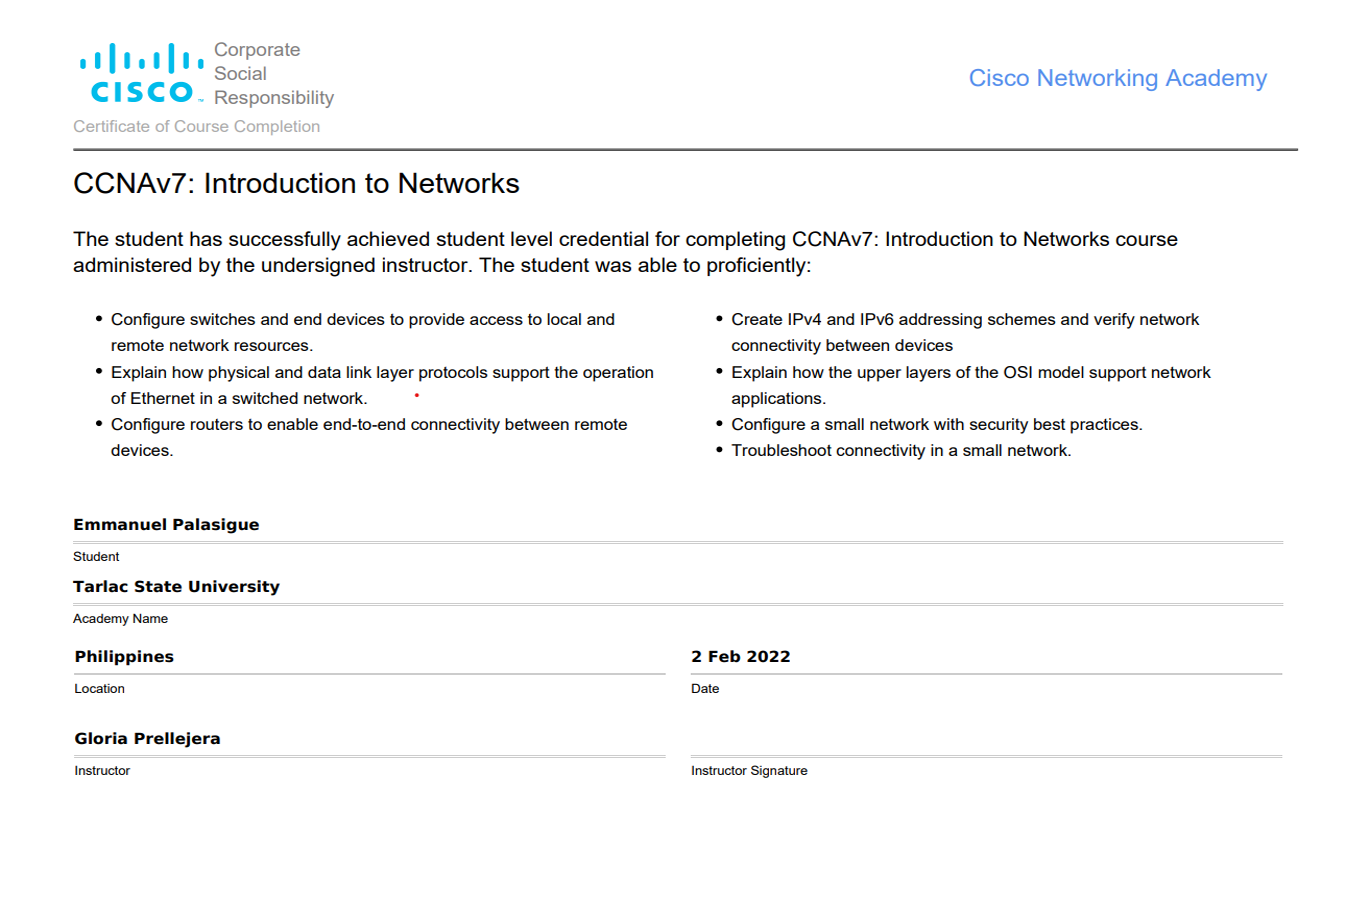 Corporate
Social
Responsibility
CISCO™
Cisco Networking Academy
Certificate of Course Completion
CCNAv7: Introduction to Networks
The student has successfully achieved student level credential for completing CCNAv7: Introduction to Networks course
administered by the undersigned instructor. The student was able to proficiently:
• Configure switches and end devices to provide access to local and
remote network resources.
• Explain how physical and data link layer protocols support the operation
of Ethernet in a switched network.
• Configure routers to enable end-to-end connectivity between remote
devices.
• Create IPv4 and IPv6 addressing schemes and verify network
connectivity between devices
• Explain how the upper layers of the OSI model support network
applications.
• Configure a small network with security best practices.
• Troubleshoot connectivity in a small network.
Emmanuel Palasigue
Student
Tarlac State University
Academy Name
Philippines
Location
2 Feb 2022
Date
Gloria Prellejera
Instructor
Instructor Signature